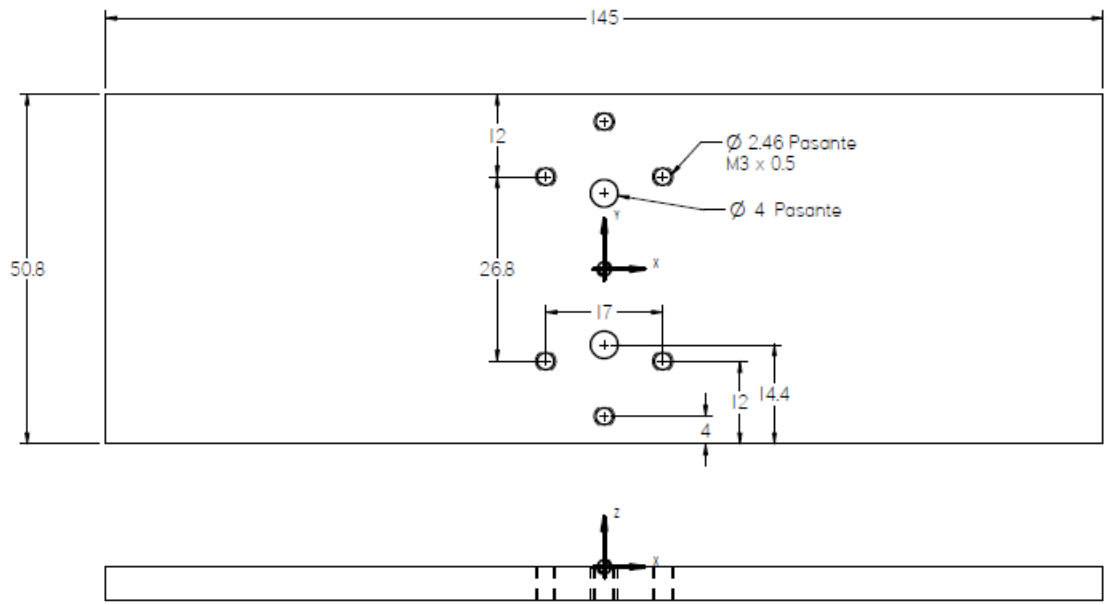 145
12
Ø 2.46 Pasante
M3 x 0.5
Ø 4 Pasante
Y
X
50.8
26.8
17
12
14.4
4
Z
X